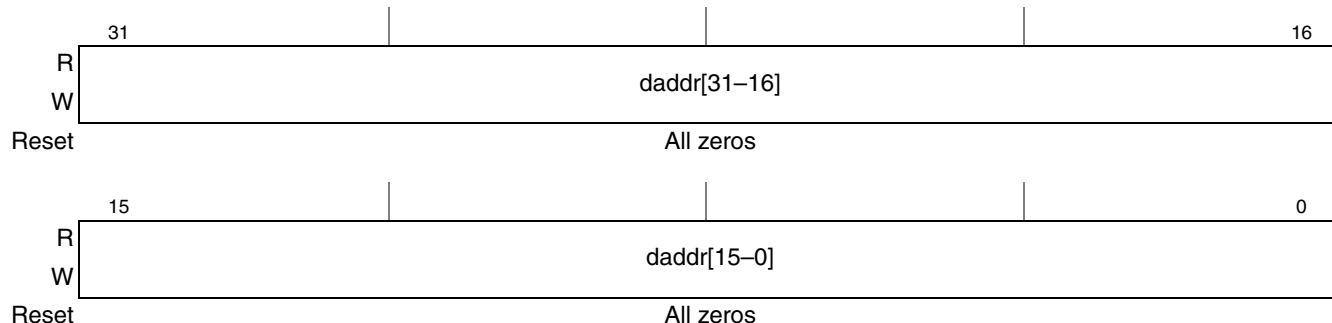 31 16
R
daddr[31–16]
W
Reset All zeros
15 0
R
daddr[15–0]
W
Reset All zeros